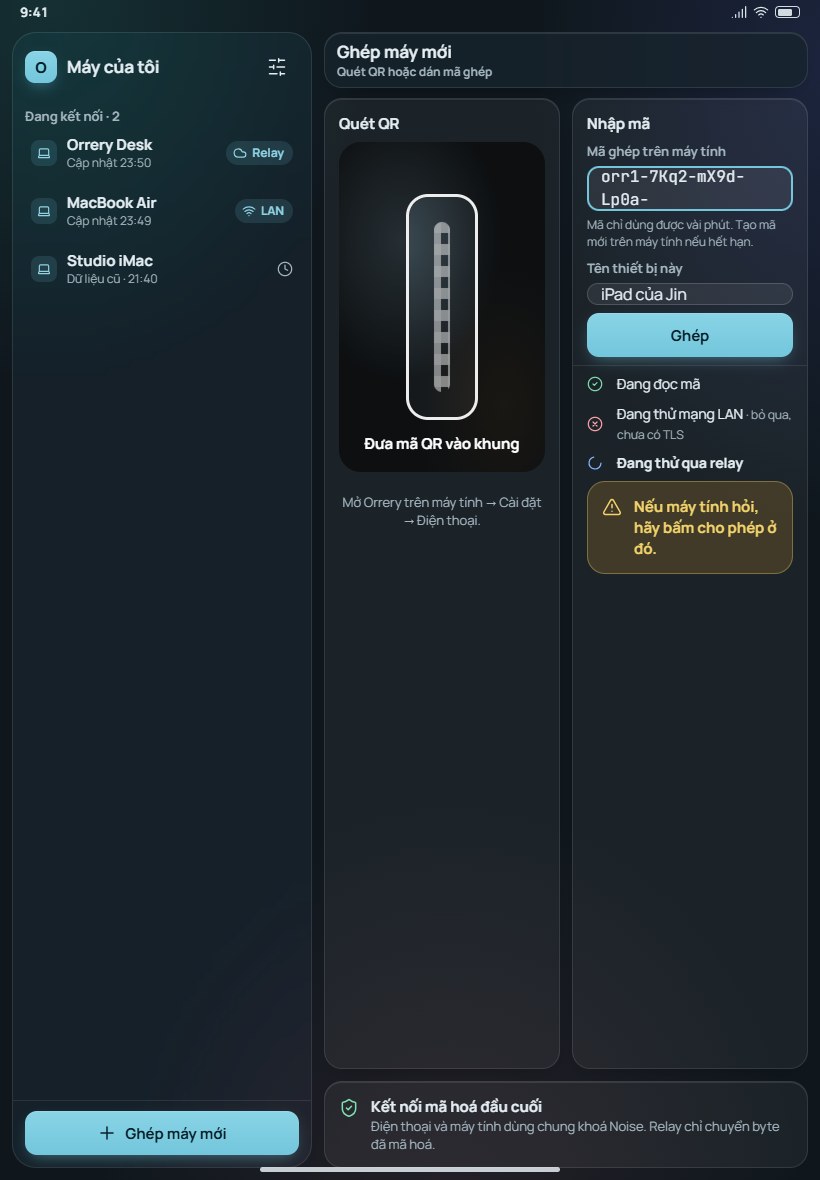 9:41
O
Máy của tôi
Đang kết nối · 2
Orrery Desk
Cập nhật 23:50
Relay
MacBook Air
Cập nhật 23:49
LAN
Studio iMac
Dữ liệu cũ · 21:40
Ghép máy mới
Ghép máy mới
Quét QR hoặc dán mã ghép
Quét QR
Đưa mã QR vào khung
Mở Orrery trên máy tính → Cài đặt
→ Điện thoại.
Nhập mã
Mã ghép trên máy tính
orr1-7Kq2-mX9d-
Lp0a-
Mã chỉ dùng được vài phút. Tạo mã
mới trên máy tính nếu hết hạn.
Tên thiết bị này
iPad của Jin
Ghép
Đang đọc mã
Đang thử mạng LAN · bỏ qua,
chưa có TLS
Đang thử qua relay
Nếu máy tính hỏi,
hãy bấm cho phép ở
đó.
Kết nối mã hoá đầu cuối
Điện thoại và máy tính dùng chung khoá Noise. Relay chỉ chuyển byte
đã mã hoá.